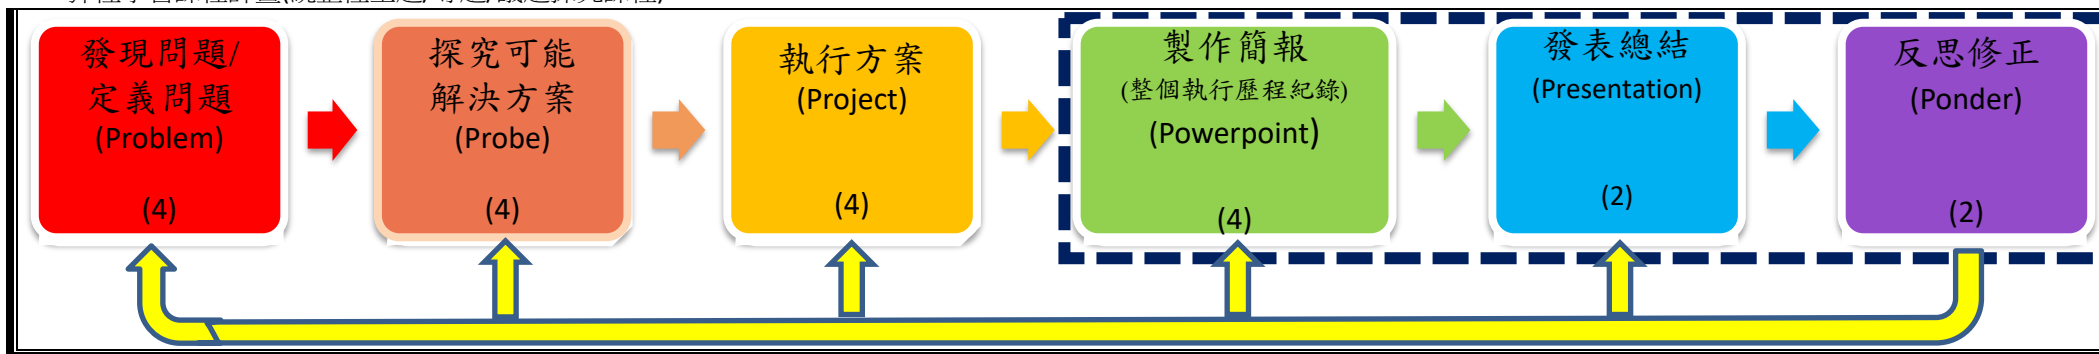 發現問題/
定義問題
(Problem)
(4)
探究可能
解決方案
(Probe)
(4)
執行方案
(Project)
(4)
製作簡報
(整個執行歷程紀錄)
(Powerpoint)
(4)
發表總結
(Presentation)
(2)
反思修正
(Ponder)
(2)